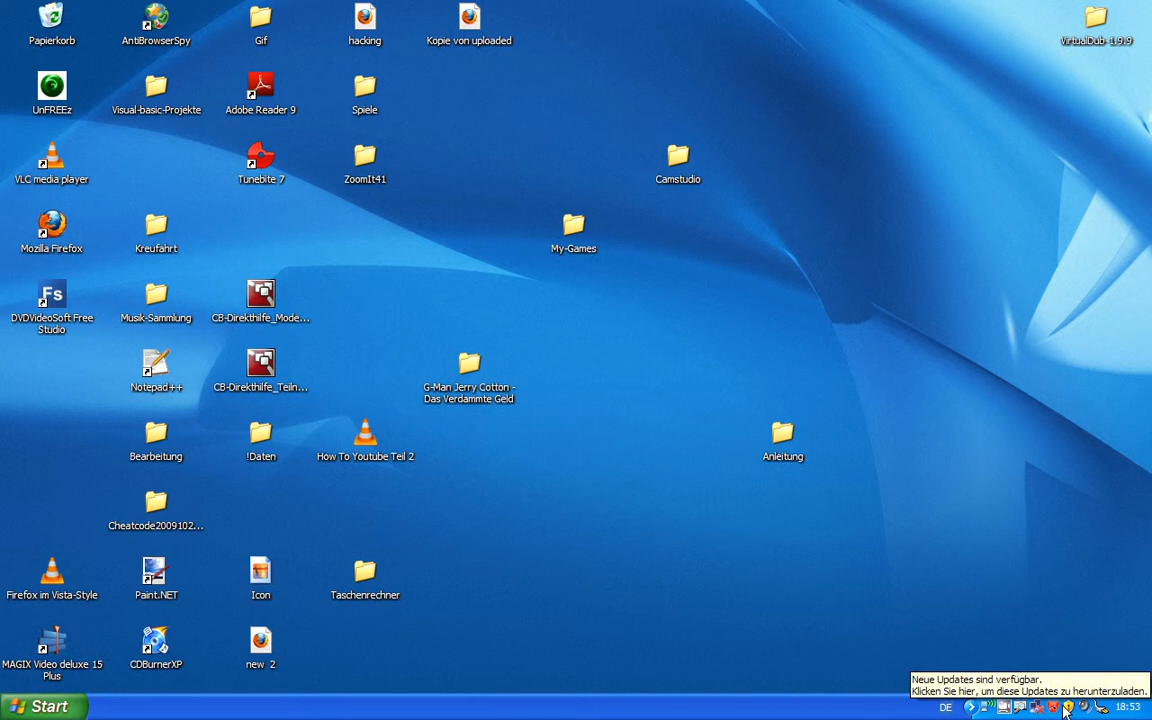 Papierkorb
AntiBrowserSpy
Gif
hacking
Kopie von uploaded
VirtualDub-1.9.9
UnFREEz
Visual-basic-Projekte
Adobe Reader 9
Spiele
VLC media player
Tunebite 7
ZoomIt41
Camstudio
Mozilla Firefox
Kreufahrt
My-Games
Fs
DVDVideoSoft Free
Studio
Musik-Sammlung
CB-Direkthilfe_Mode...
Notepad++
CB-Direkthilfe_Teiln...
G-Man Jerry Cotton -
Das Verdammte Geld
Bearbeitung
!Daten
How To Youtube Teil 2
Anleitung
Cheatcode2009102...
Firefox im Vista-Style
Paint.NET
Icon
Taschenrechner
MAGIX Video deluxe 15
Plus
CDBurnerXP
new 2
Neue Updates sind verfügbar.
Klicken Sie hier, um diese Updates zu herunterzuladen.
Start
DE
18:53